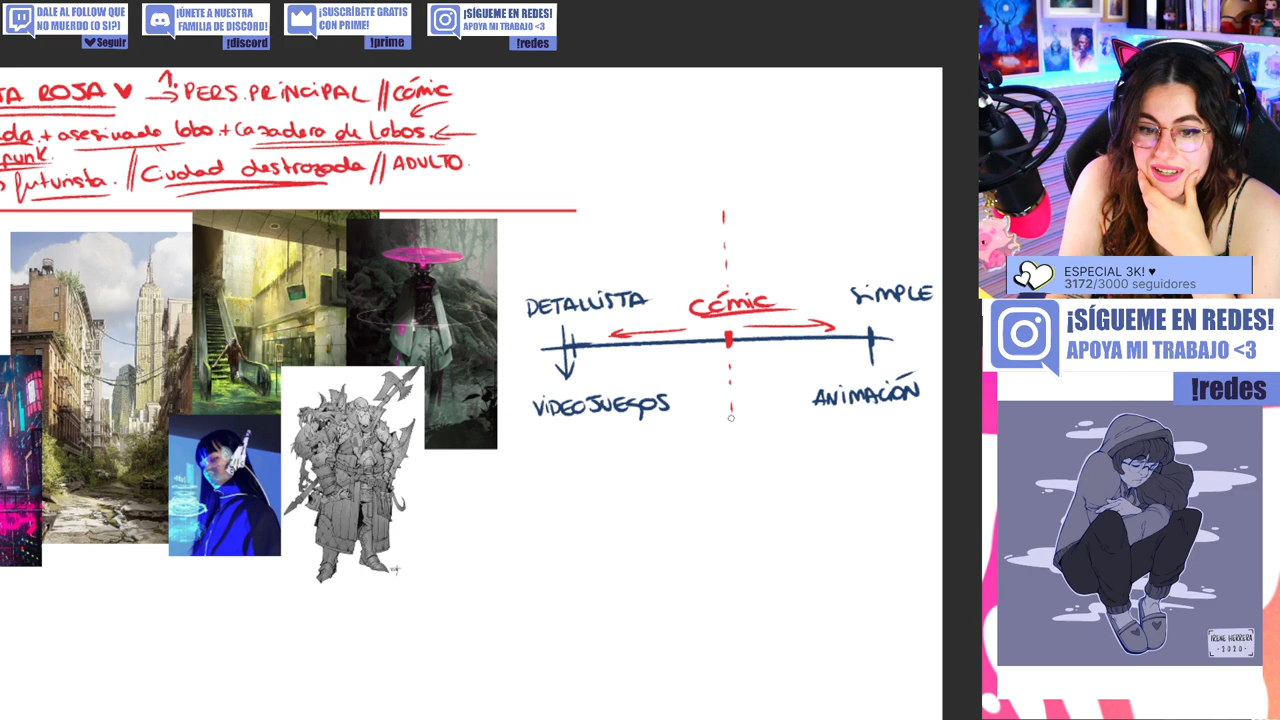 DALE AL FOLLOW QUE
NO MUERDO (O SI?)
Seguir
¡ÚNETE A NUESTRA
FAMILIA DE DISCORD!
!discord
¡SUSCRÍBETE GRATIS
CON PRIME!
!prime
¡SÍGUEME EN REDES!
APOYA MI TRABAJO <3
!redes
TA ROJA ♥ → PERS. PRINCIPAL // CÓMIC
da + asesinado lobo + Cazadera de lobos. ←
punk.
futurista. // Ciudad destrozada // ADULTO.
DETALLISTA
CÓMIC
SIMPLE
VIDEOJUEGOS
ANIMACIÓN
ESPECIAL 3K! ♥
3172/3000 seguidores
¡SÍGUEME EN REDES!
APOYA MI TRABAJO <3
!redes
IRENE HERRERA
·2020·